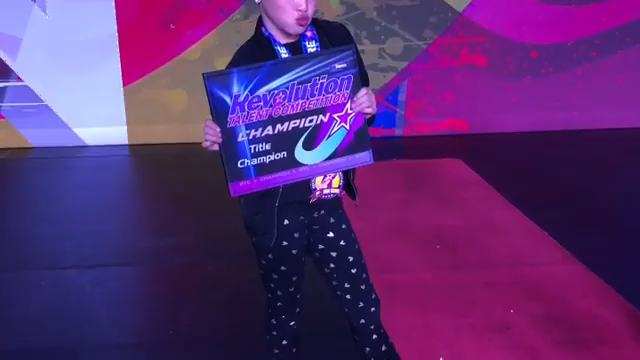 Revolution
TALENT COMPETITION
CHAMPION
Title
Champion